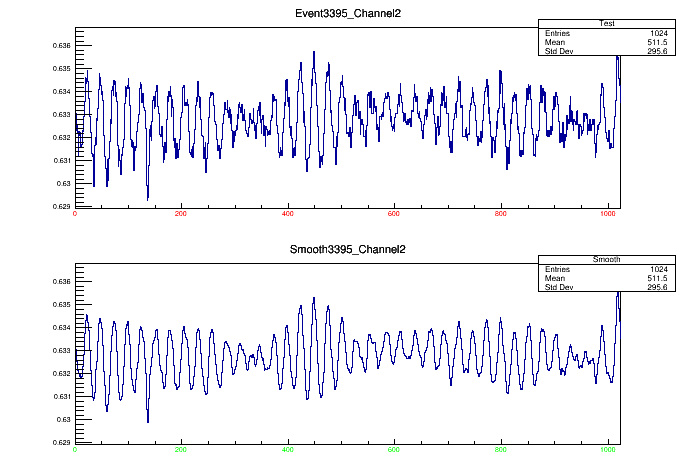 Event3395_Channel2
Test
Entries 1024
Mean 511.5
Std Dev 295.6
0.636
0.635
0.634
0.633
0.632
0.631
0.63
0.629
0 200 400 600 800 1000
Smooth3395_Channel2
Smooth
Entries 1024
Mean 511.5
Std Dev 295.6
0.636
0.635
0.634
0.633
0.632
0.631
0.63
0.629
0 200 400 600 800 1000